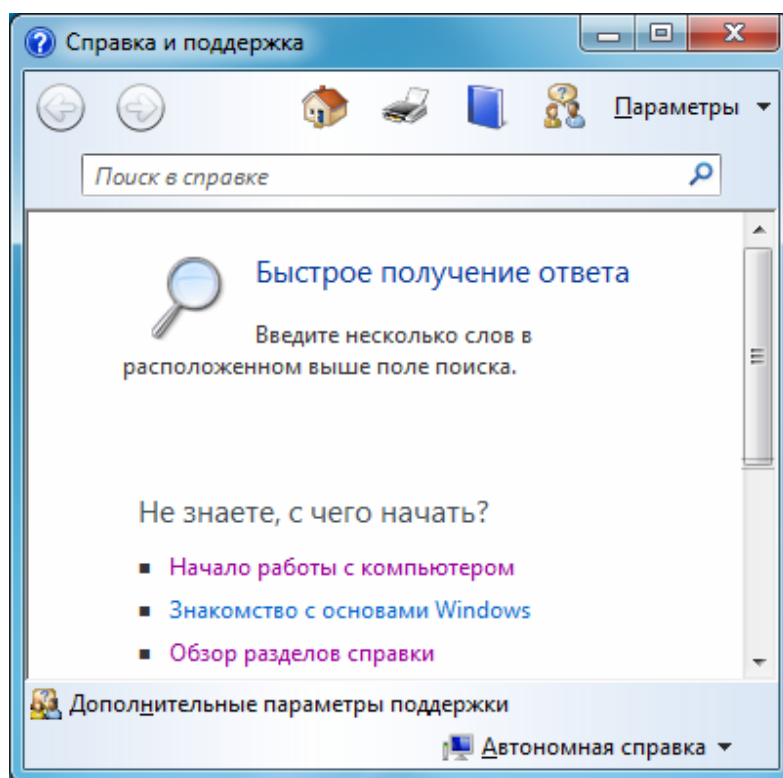 Справка и поддержка
Параметры
Поиск в справке
Быстрое получение ответа
Введите несколько слов в
расположенном выше поле поиска.
Не знаете, с чего начать?
Начало работы с компьютером
Знакомство с основами Windows
Обзор разделов справки
Дополнительные параметры поддержки
Автономная справка